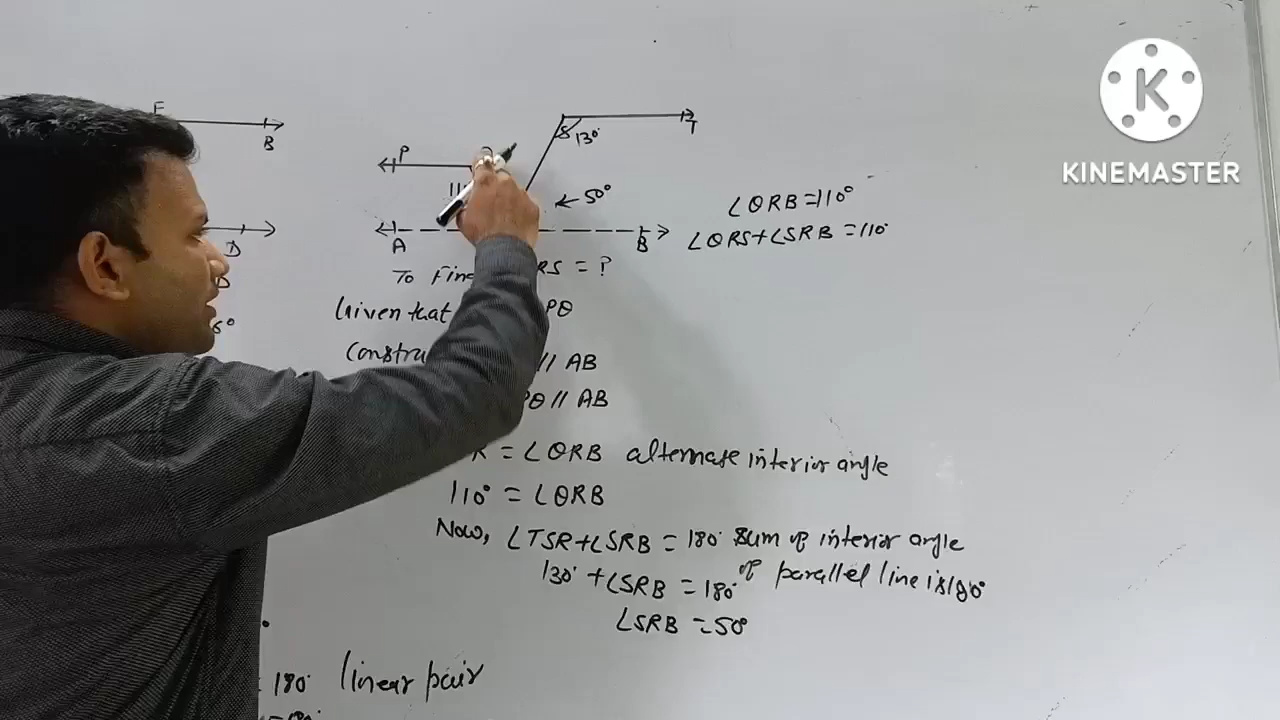 F
B
D
P
S
130°
T
11
← 50°
A
B
To Find RS = ?
Given that PQ
Constru // AB
PQ // AB
R = ∠QRB alternate interior angle
110° = ∠QRB
Now, ∠TSR+∠SRB = 180° Sum of interior angle
of parallel line is 180°
130° + ∠SRB = 180°
∠SRB = 50°
∠QRB = 110°
∠QRS+∠SRB = 110°
= 180° linear pair
K
KINEMASTER